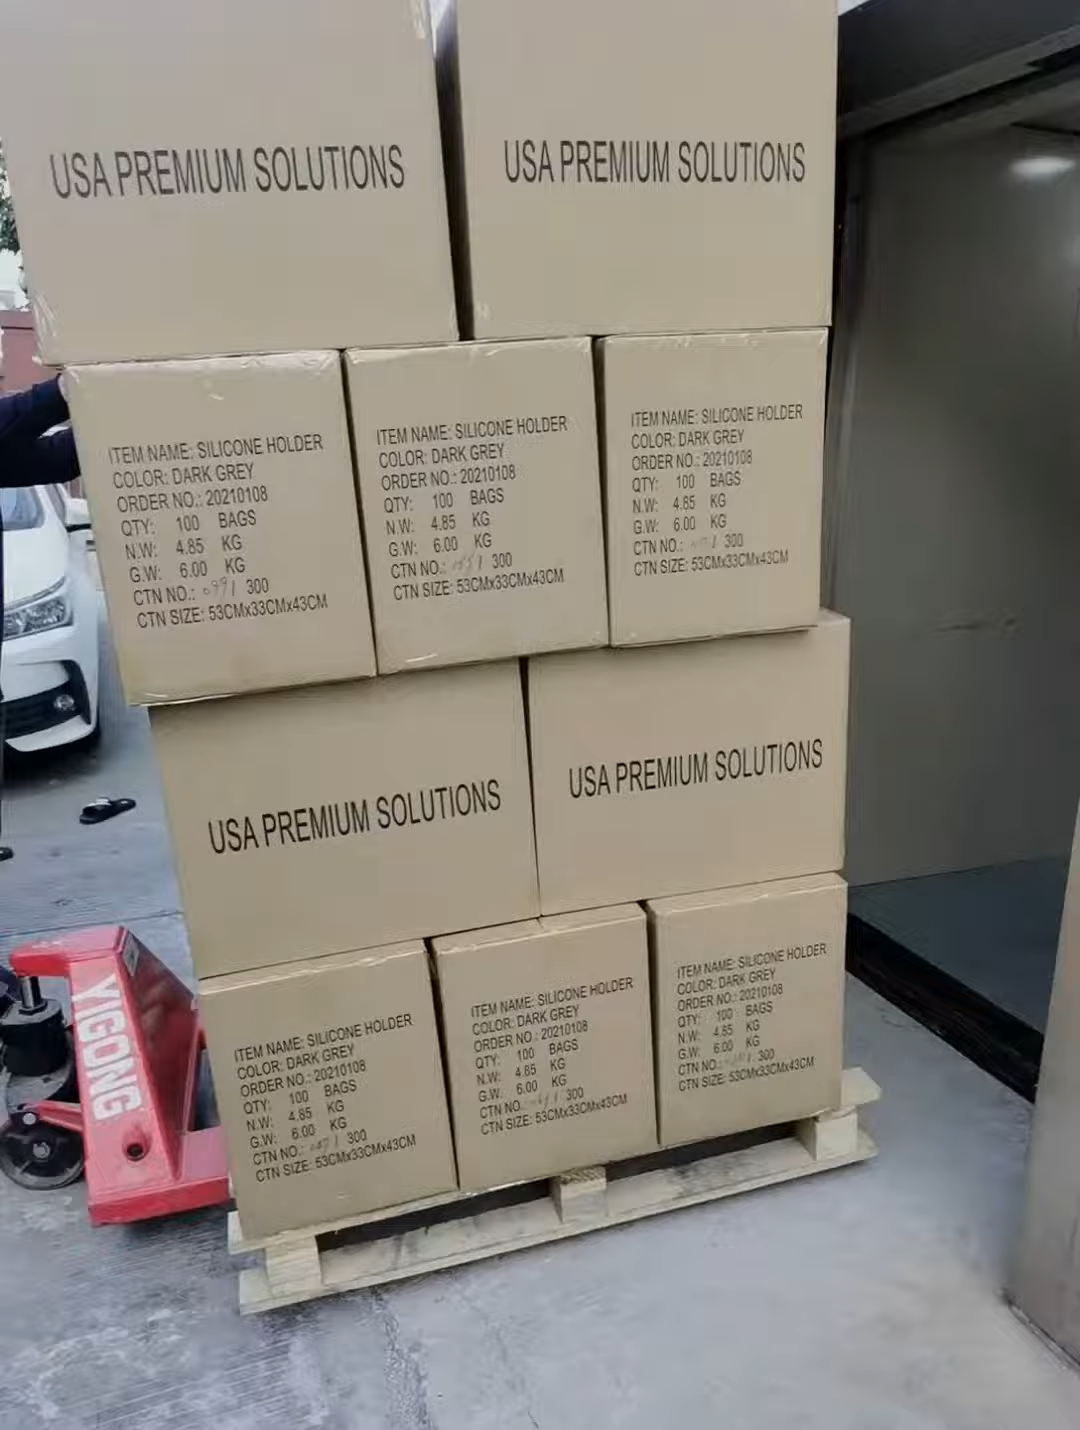 USA PREMIUM SOLUTIONS
USA PREMIUM SOLUTIONS
ITEM NAME: SILICONE HOLDER
COLOR: DARK GREY
ORDER NO.: 20210108
QTY: 100 BAGS
N.W: 4.85 KG
G.W: 6.00 KG
CTN NO.: 300
CTN SIZE: 53CMx33CMx43CM
ITEM NAME: SILICONE HOLDER
COLOR: DARK GREY
ORDER NO.: 20210108
QTY: 100 BAGS
N.W: 4.85 KG
G.W: 6.00 KG
CTN NO.: 300
CTN SIZE: 53CMx33CMx43CM
ITEM NAME: SILICONE HOLDER
COLOR: DARK GREY
ORDER NO.: 20210108
QTY: 100 BAGS
N.W: 4.85 KG
G.W: 6.00 KG
CTN NO.: 300
CTN SIZE: 53CMx33CMx43CM
USA PREMIUM SOLUTIONS
USA PREMIUM SOLUTIONS
YIGONG
ITEM NAME: SILICONE HOLDER
COLOR: DARK GREY
ORDER NO.: 20210108
QTY: 100 BAGS
N.W: 4.85 KG
G.W: 6.00 KG
CTN NO.: 300
CTN SIZE: 53CMx33CMx43CM
ITEM NAME: SILICONE HOLDER
COLOR: DARK GREY
ORDER NO.: 20210108
QTY: 100 BAGS
N.W: 4.85 KG
G.W: 6.00 KG
CTN NO.: 300
CTN SIZE: 53CMx33CMx43CM
ITEM NAME: SILICONE HOLDER
COLOR: DARK GREY
ORDER NO.: 20210108
QTY: 100 BAGS
N.W: 4.85 KG
G.W: 6.00 KG
CTN NO.: 300
CTN SIZE: 53CMx33CMx43CM